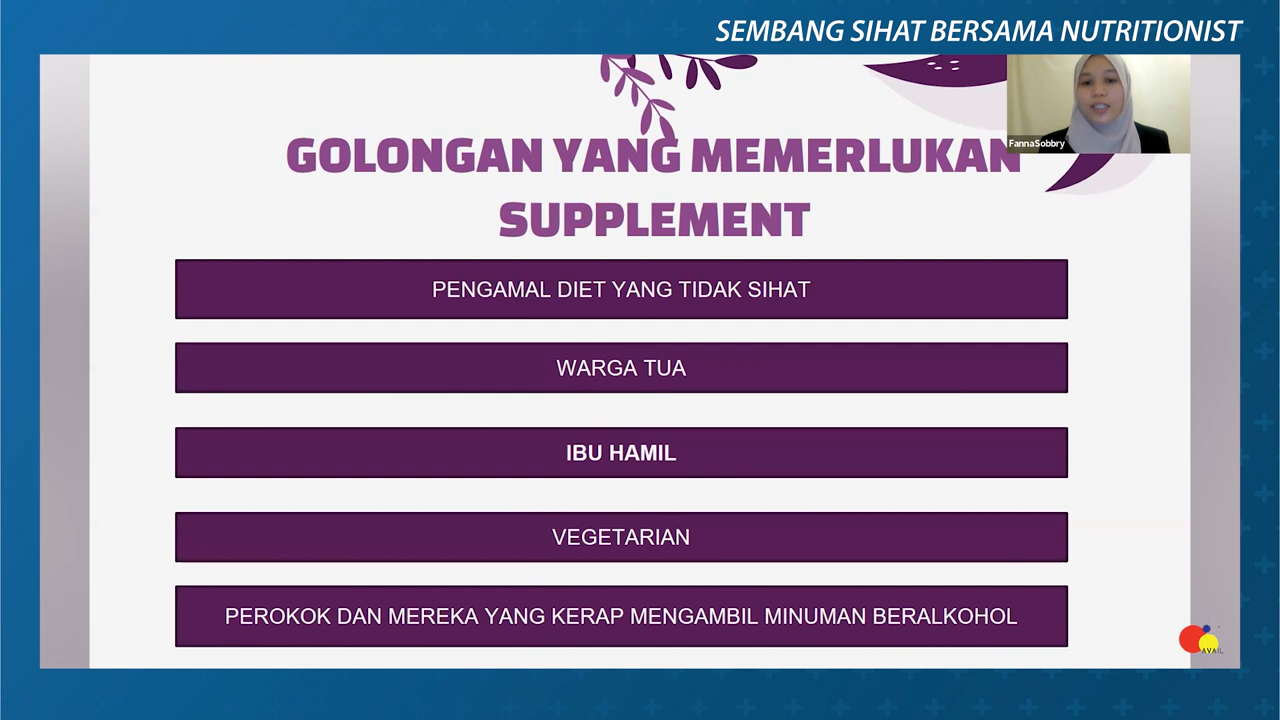 SEMBANG SIHAT BERSAMA NUTRITIONIST
FannaSobbry
GOLONGAN YANG MEMERLUKAN
SUPPLEMENT
PENGAMAL DIET YANG TIDAK SIHAT
WARGA TUA
IBU HAMIL
VEGETARIAN
PEROKOK DAN MEREKA YANG KERAP MENGAMBIL MINUMAN BERALKOHOL
AVAIL